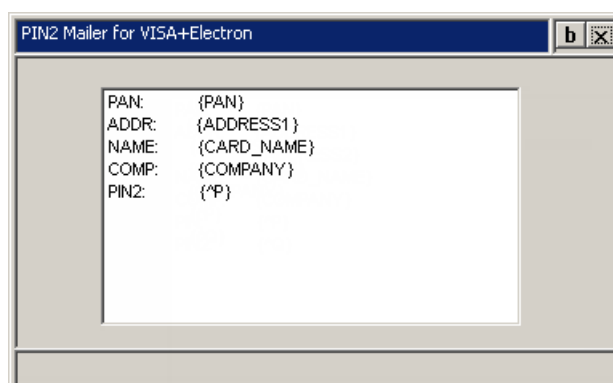 PIN2 Mailer for VISA+Electron b x
PAN: {PAN}
ADDR: {ADDRESS1}
NAME: {CARD_NAME}
COMP: {COMPANY}
PIN2: {^P}